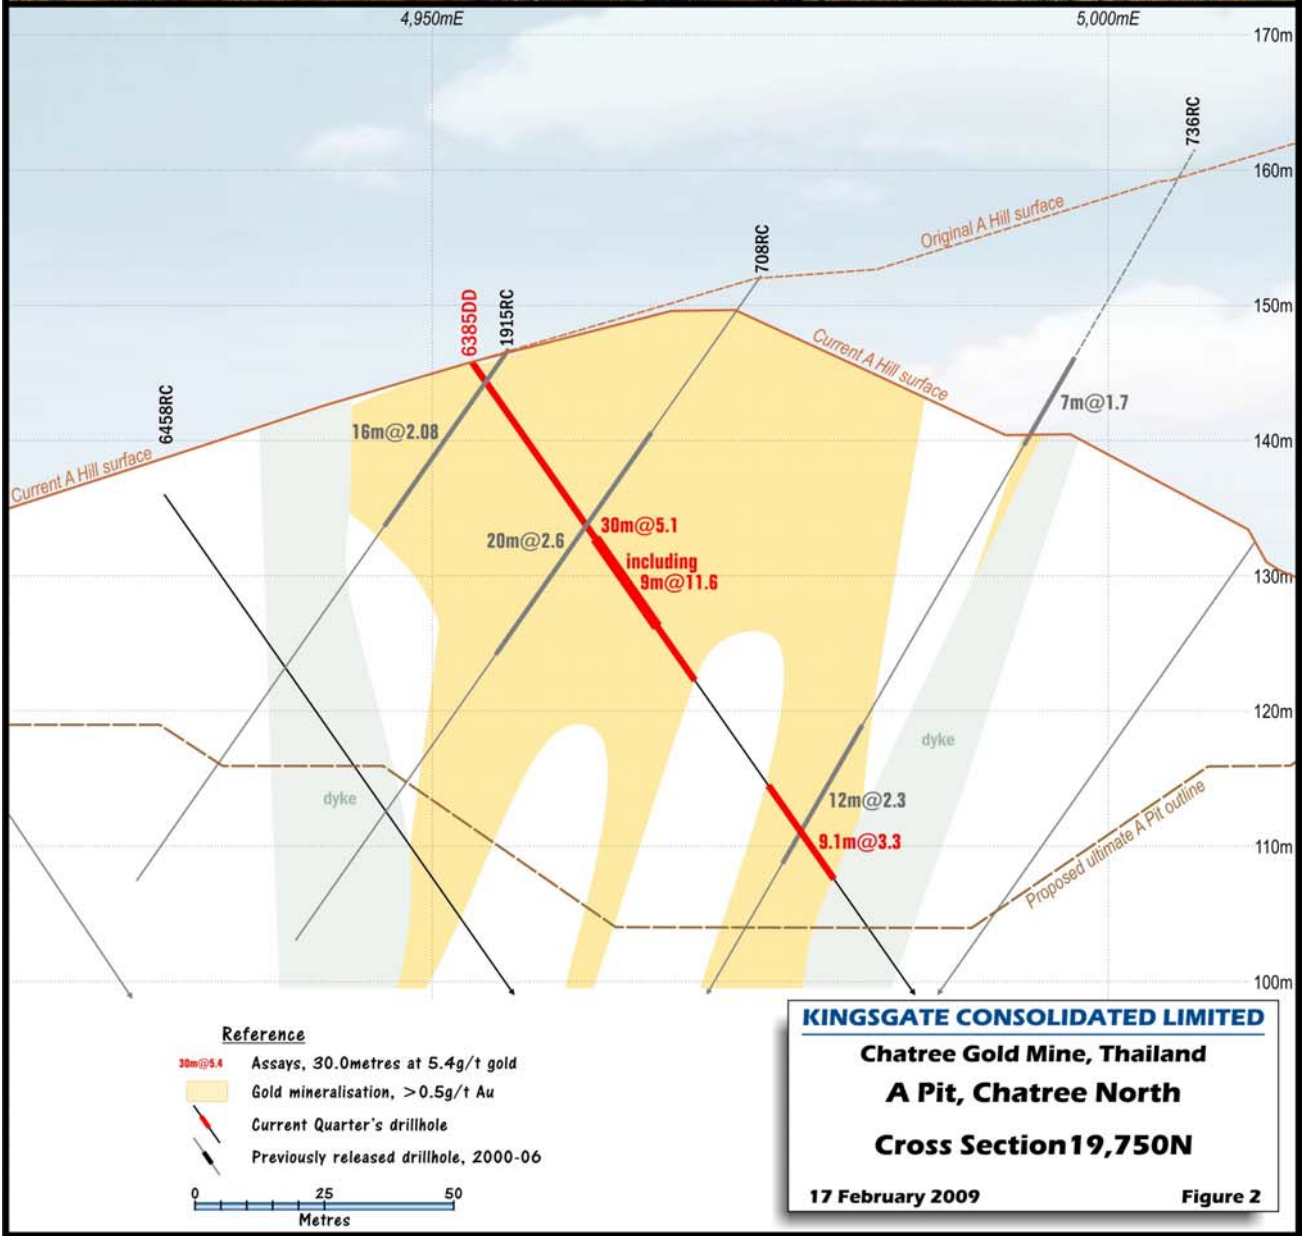 4,950mE
5,000mE
170m
160m
150m
140m
130m
120m
110m
100m
736RC
708RC
Original A Hill surface
6385DD
1915RC
Current A Hill surface
6458RC
7m@1.7
16m@2.08
Current A Hill surface
20m@2.6
30m@5.1
including
9m@11.6
dyke
dyke
12m@2.3
9.1m@3.3
Proposed ultimate A Pit outline
Reference
30m@5.4 Assays, 30.0metres at 5.4g/t gold
Gold mineralisation, >0.5g/t Au
Current Quarter's drillhole
Previously released drillhole, 2000-06
0 25 50
Metres
KINGSGATE CONSOLIDATED LIMITED
Chatree Gold Mine, Thailand
A Pit, Chatree North
Cross Section 19,750N
17 February 2009 Figure 2